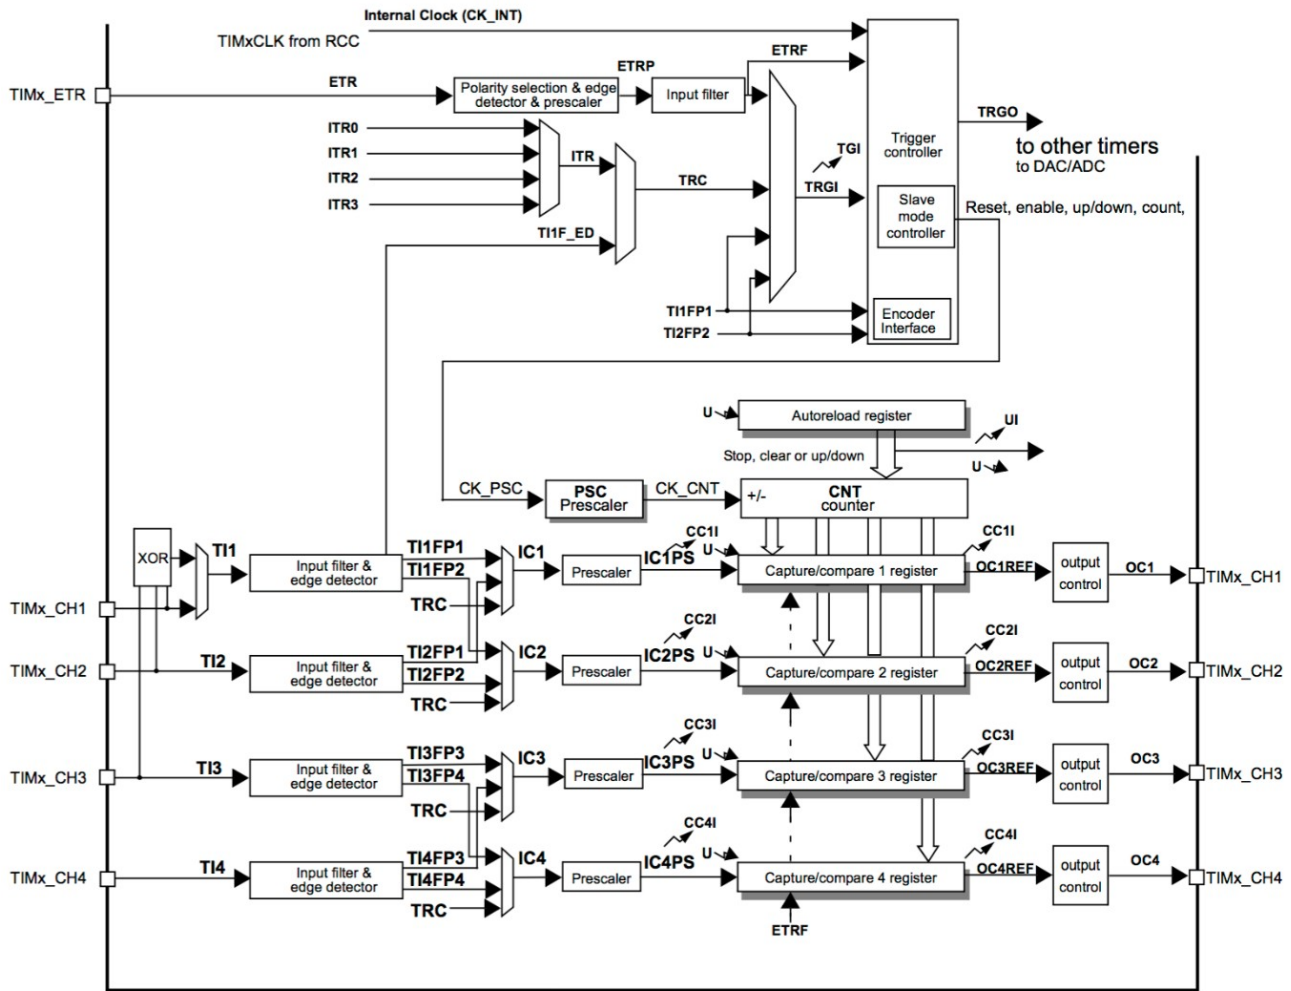 Internal Clock (CK_INT)
TIMxCLK from RCC
ETRF
TIMx_ETR
ETR
Polarity selection & edge
detector & prescaler
ETRP
Input filter
ITR0
ITR1
ITR2
ITR3
ITR
TI1F_ED
TRC
TGI
TRGI
Trigger
controller
TRGO
to other timers
to DAC/ADC
Slave
mode
controller
Reset, enable, up/down, count,
TI1FP1
TI2FP2
Encoder
Interface
U
Autoreload register
UI
Stop, clear or up/down
U
CK_PSC
PSC
Prescaler
CK_CNT
+/-
CNT
counter
XOR
TI1
Input filter &
edge detector
TI1FP1
TI1FP2
TRC
IC1
Prescaler
CC1I
IC1PS
U
Capture/compare 1 register
CC1I
OC1REF
output
control
OC1
TIMx_CH1
TIMx_CH1
TIMx_CH2
TI2
Input filter &
edge detector
TI2FP1
TI2FP2
TRC
IC2
Prescaler
CC2I
IC2PS
U
Capture/compare 2 register
CC2I
OC2REF
output
control
OC2
TIMx_CH2
TIMx_CH3
TI3
Input filter &
edge detector
TI3FP3
TI3FP4
TRC
IC3
Prescaler
CC3I
IC3PS
U
Capture/compare 3 register
CC3I
OC3REF
output
control
OC3
TIMx_CH3
TIMx_CH4
TI4
Input filter &
edge detector
TI4FP3
TI4FP4
TRC
IC4
Prescaler
CC4I
IC4PS
U
Capture/compare 4 register
CC4I
OC4REF
output
control
OC4
TIMx_CH4
ETRF